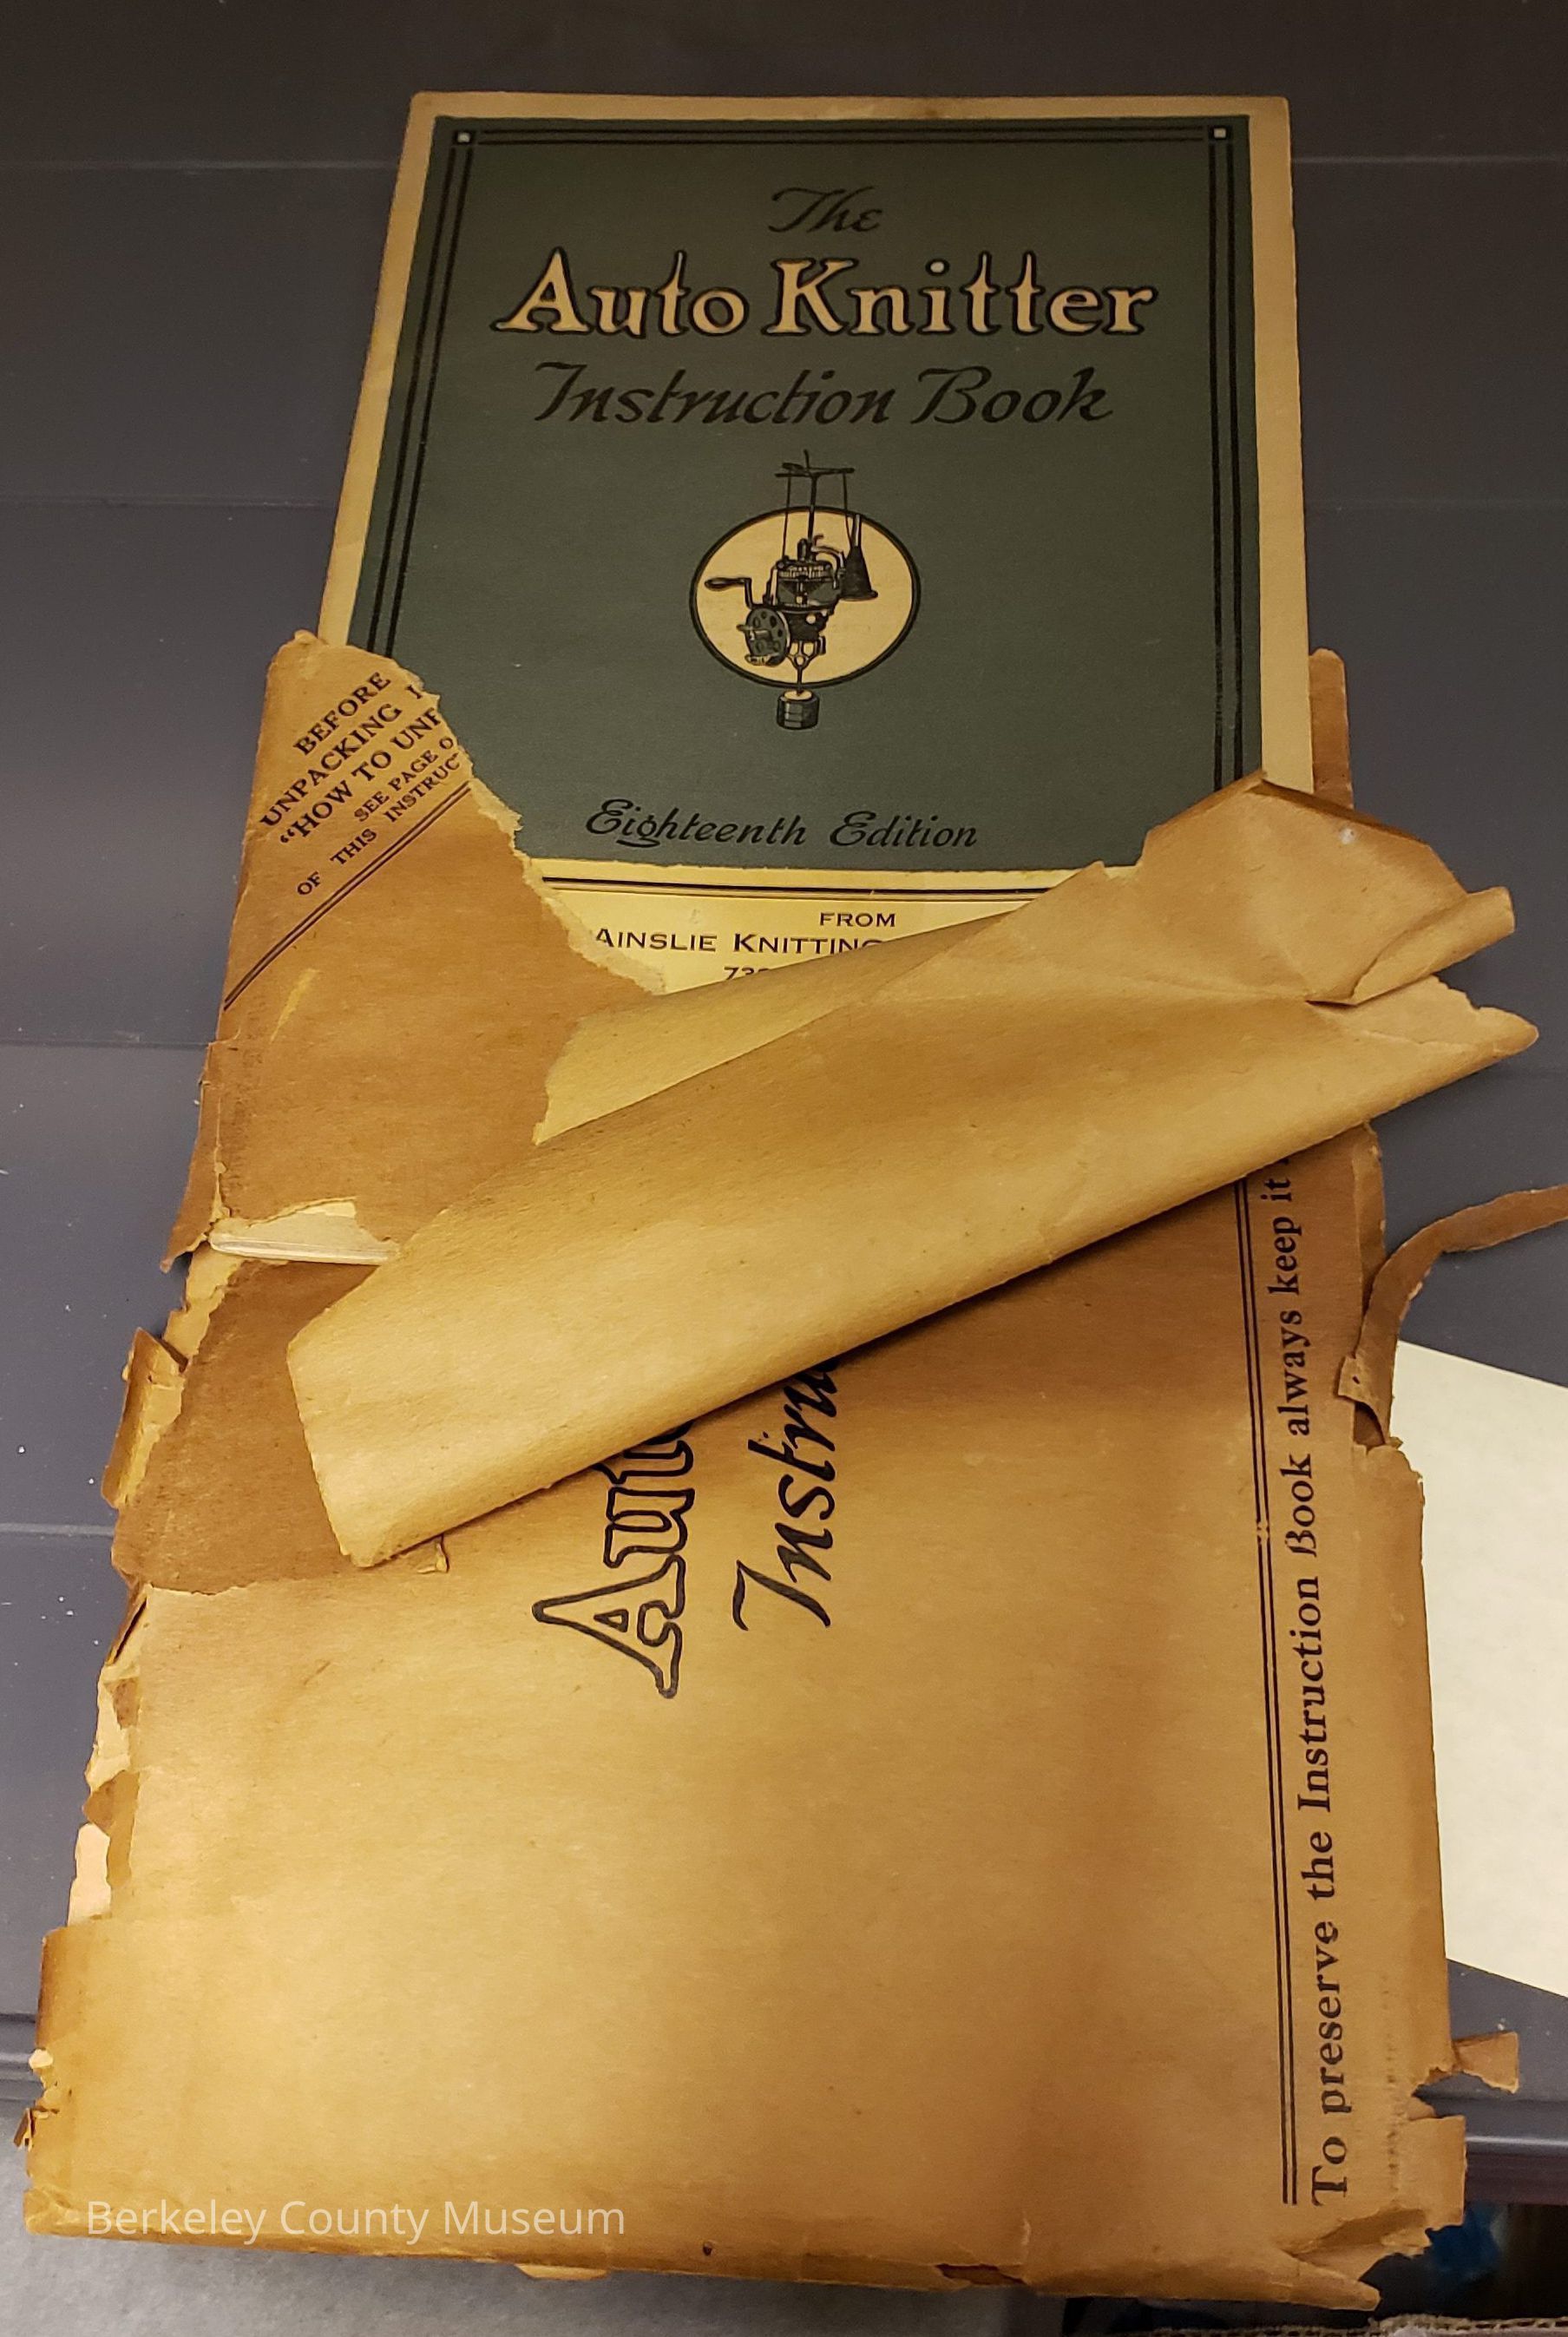 The
Auto Knitter
Instruction Book
Eighteenth Edition
FROM
AINSLIE KNITTING
BEFORE
UNPACKING
"HOW TO
SEE PAGE
OF THIS
Auto
To preserve the Instruction Book always keep it
Berkeley County Museum